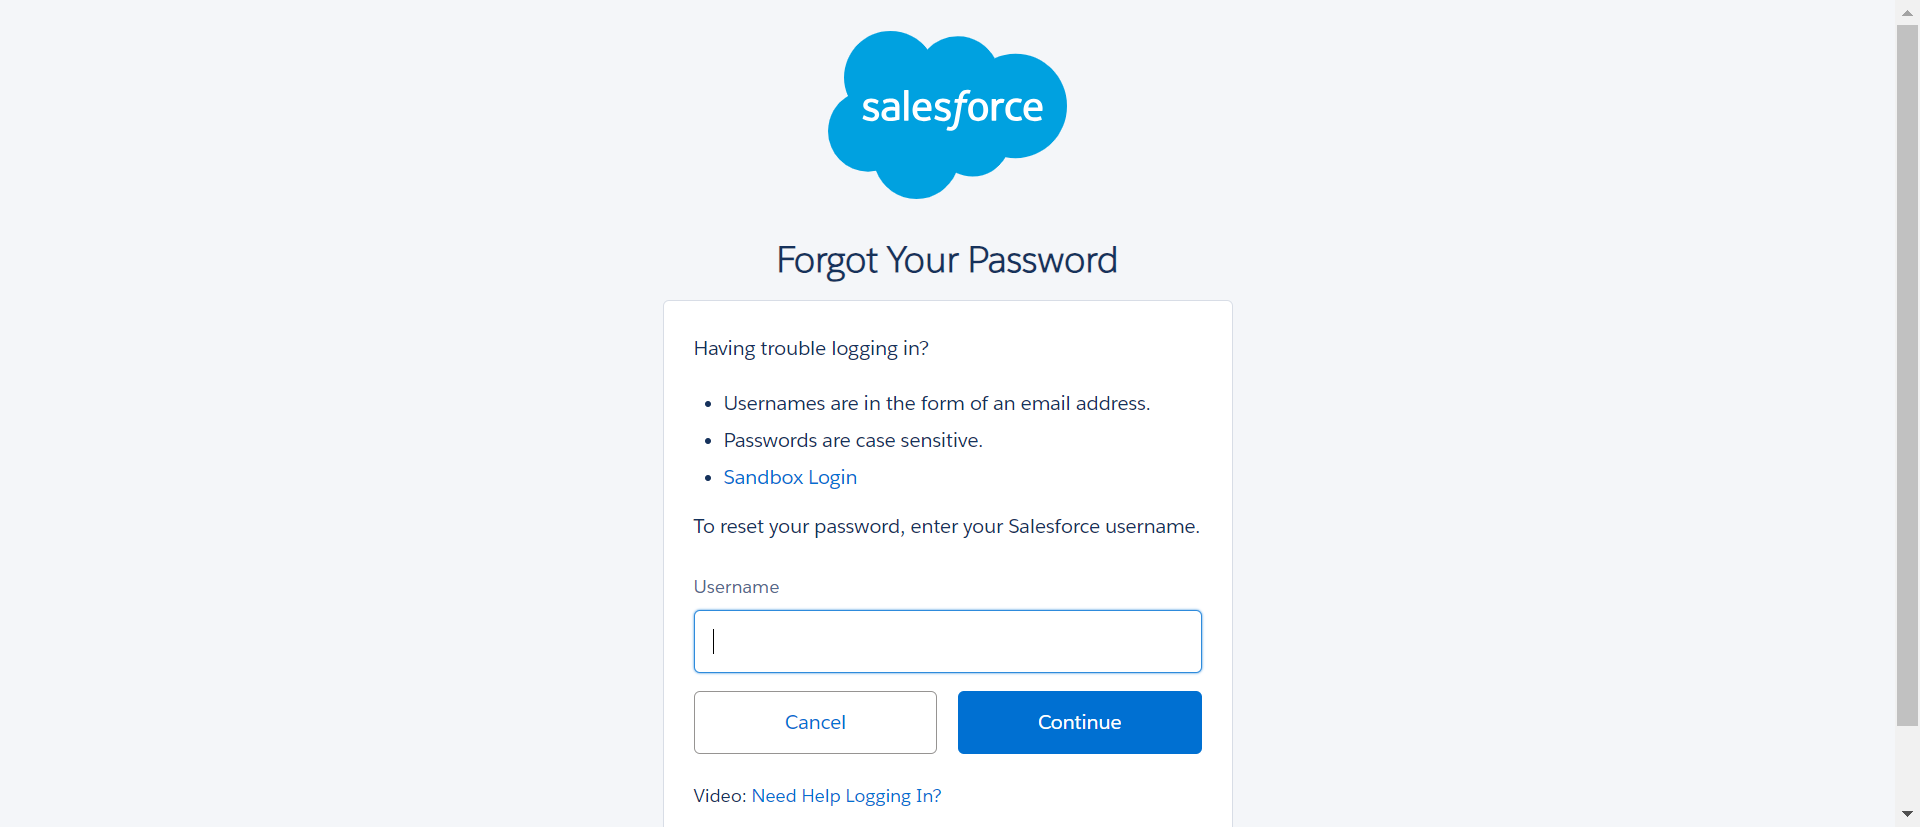 salesforce
Forgot Your Password
Having trouble logging in?
• Usernames are in the form of an email address.
• Passwords are case sensitive.
• Sandbox Login
To reset your password, enter your Salesforce username.
Username
Cancel
Continue
Video: Need Help Logging In?